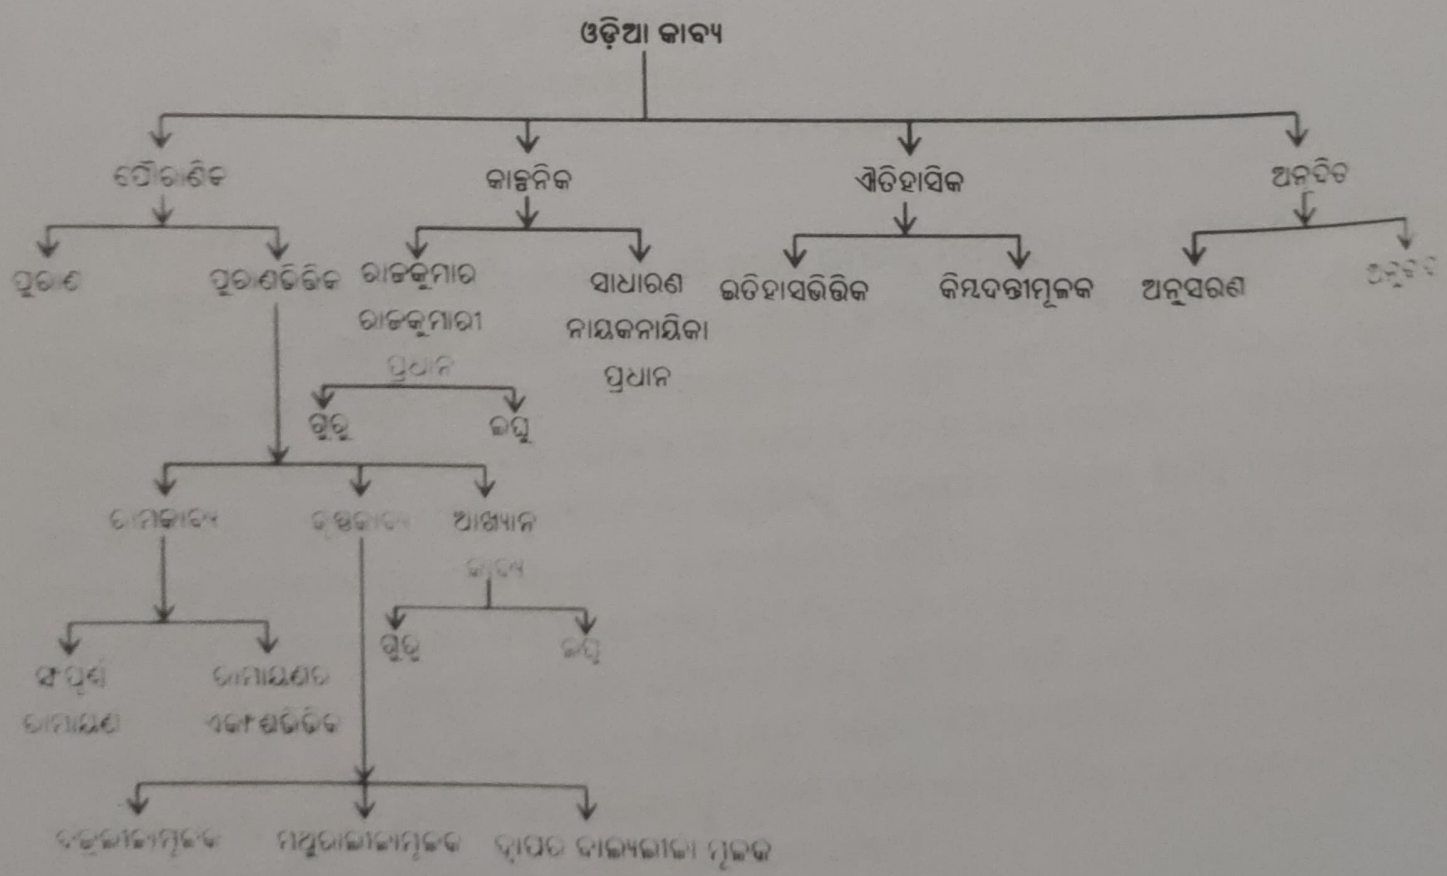 ଓଡ଼ିଆ କାବ୍ୟ
ପୌରାଣିକ କାଳ୍ପନିକ ଐତିହାସିକ ଅନୂଦିତ
ପୁରାଣ ପୁରାଣଭିତ୍ତିକ ରାଜକୁମାର ସାଧାରଣ ଇତିହାସଭିତ୍ତିକ କିମ୍ବଦନ୍ତୀମୂଳକ ଅନୁସରଣ
ରାଜକୁମାରୀ ନାୟକନାୟିକା
ପ୍ରଧାନ ପ୍ରଧାନ
ଗୁରୁ ଲଘୁ
ରାମକାବ୍ୟ କୃଷ୍ଣକାବ୍ୟ ଆଖ୍ୟାନ
କାବ୍ୟ
ଗୁରୁ ଲଘୁ
ସଂପୂର୍ଣ୍ଣ ରାମାୟଣର
ରାମାୟଣ ଏକାଂଶଭିତ୍ତିକ
ମଥୁରାଲୀଳାମୂଳକ ଦ୍ୱାପର ବାଲ୍ୟଲୀଳା ମୂଳକ